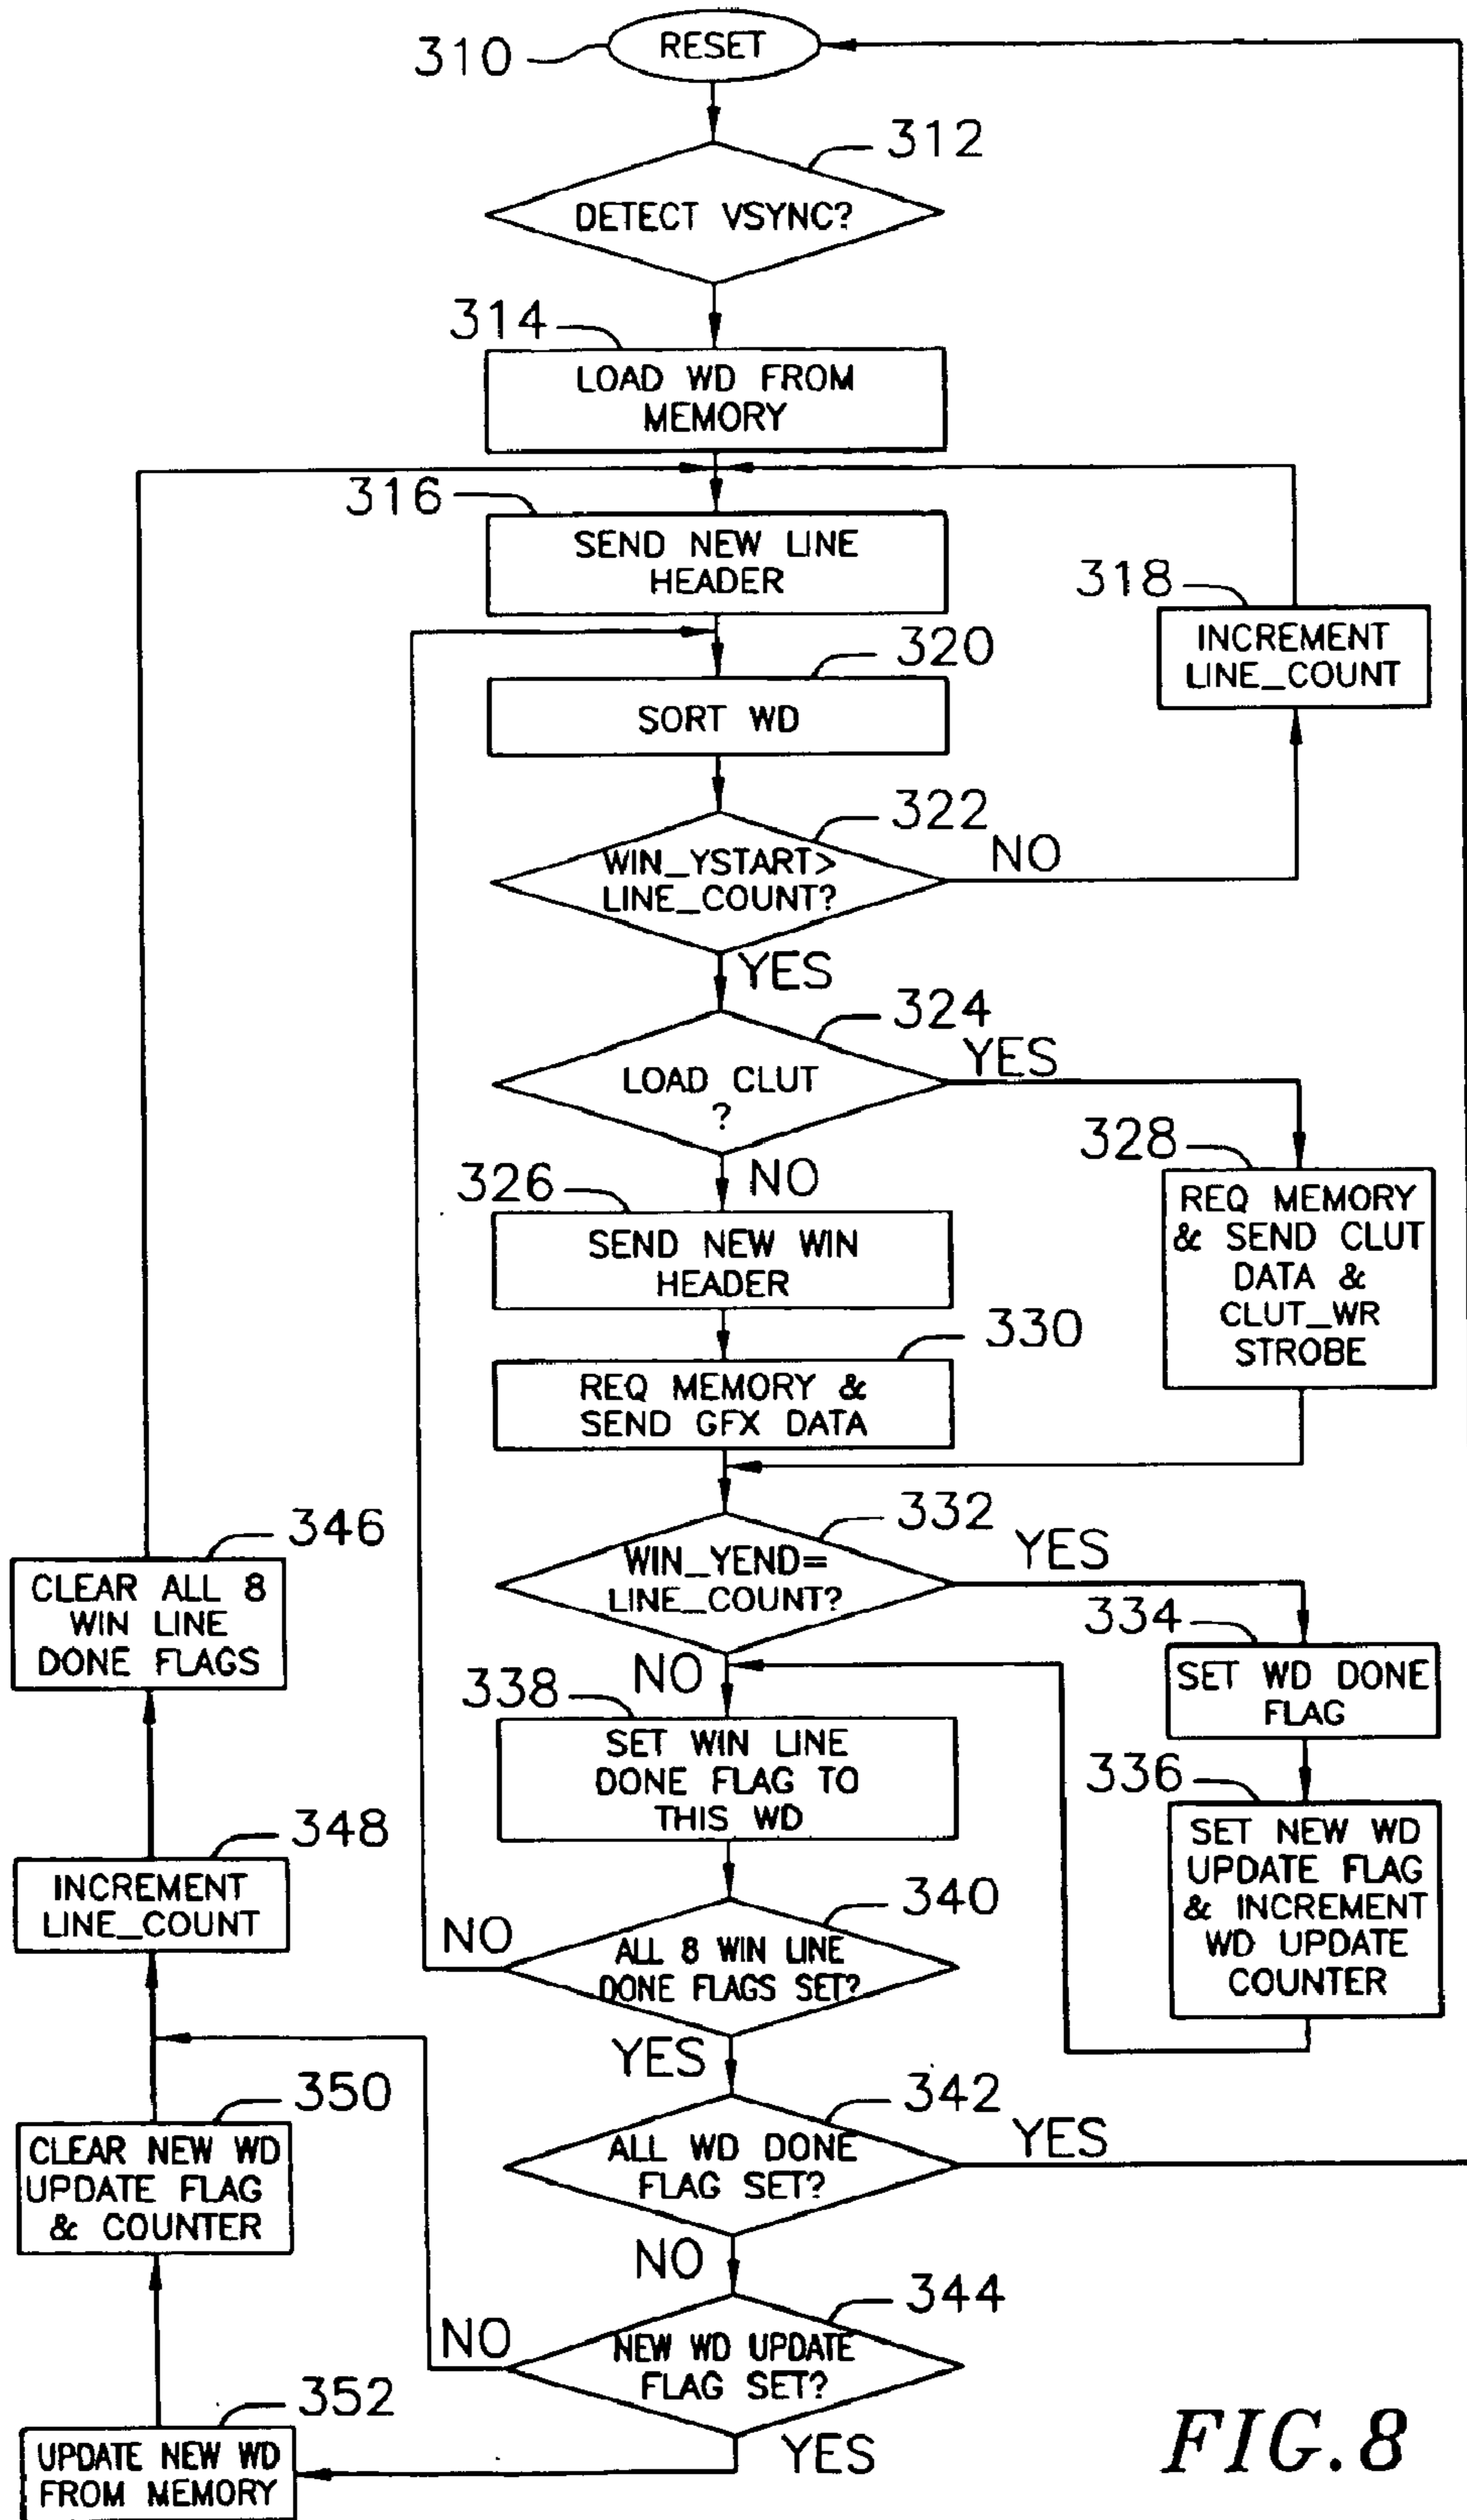 310
RESET
312
DETECT VSYNC?
314
LOAD WD FROM
MEMORY
316
SEND NEW LINE
HEADER
318
INCREMENT
LINE_COUNT
320
SORT WD
322
WIN_YSTART>
LINE_COUNT?
NO
YES
324
LOAD CLUT
?
YES
NO
326
SEND NEW WIN
HEADER
328
REQ MEMORY
& SEND CLUT
DATA &
CLUT_WR
STROBE
330
REQ MEMORY &
SEND GFX DATA
332
WIN_YEND=
LINE_COUNT?
YES
NO
334
SET WD DONE
FLAG
336
SET NEW WD
UPDATE FLAG
& INCREMENT
WD UPDATE
COUNTER
338
SET WIN LINE
DONE FLAG TO
THIS WD
340
ALL 8 WIN LINE
DONE FLAGS SET?
NO
YES
342
ALL WD DONE
FLAG SET?
YES
NO
344
NEW WD UPDATE
FLAG SET?
NO
YES
346
CLEAR ALL 8
WIN LINE
DONE FLAGS
348
INCREMENT
LINE_COUNT
350
CLEAR NEW WD
UPDATE FLAG
& COUNTER
352
UPDATE NEW WD
FROM MEMORY
FIG.8